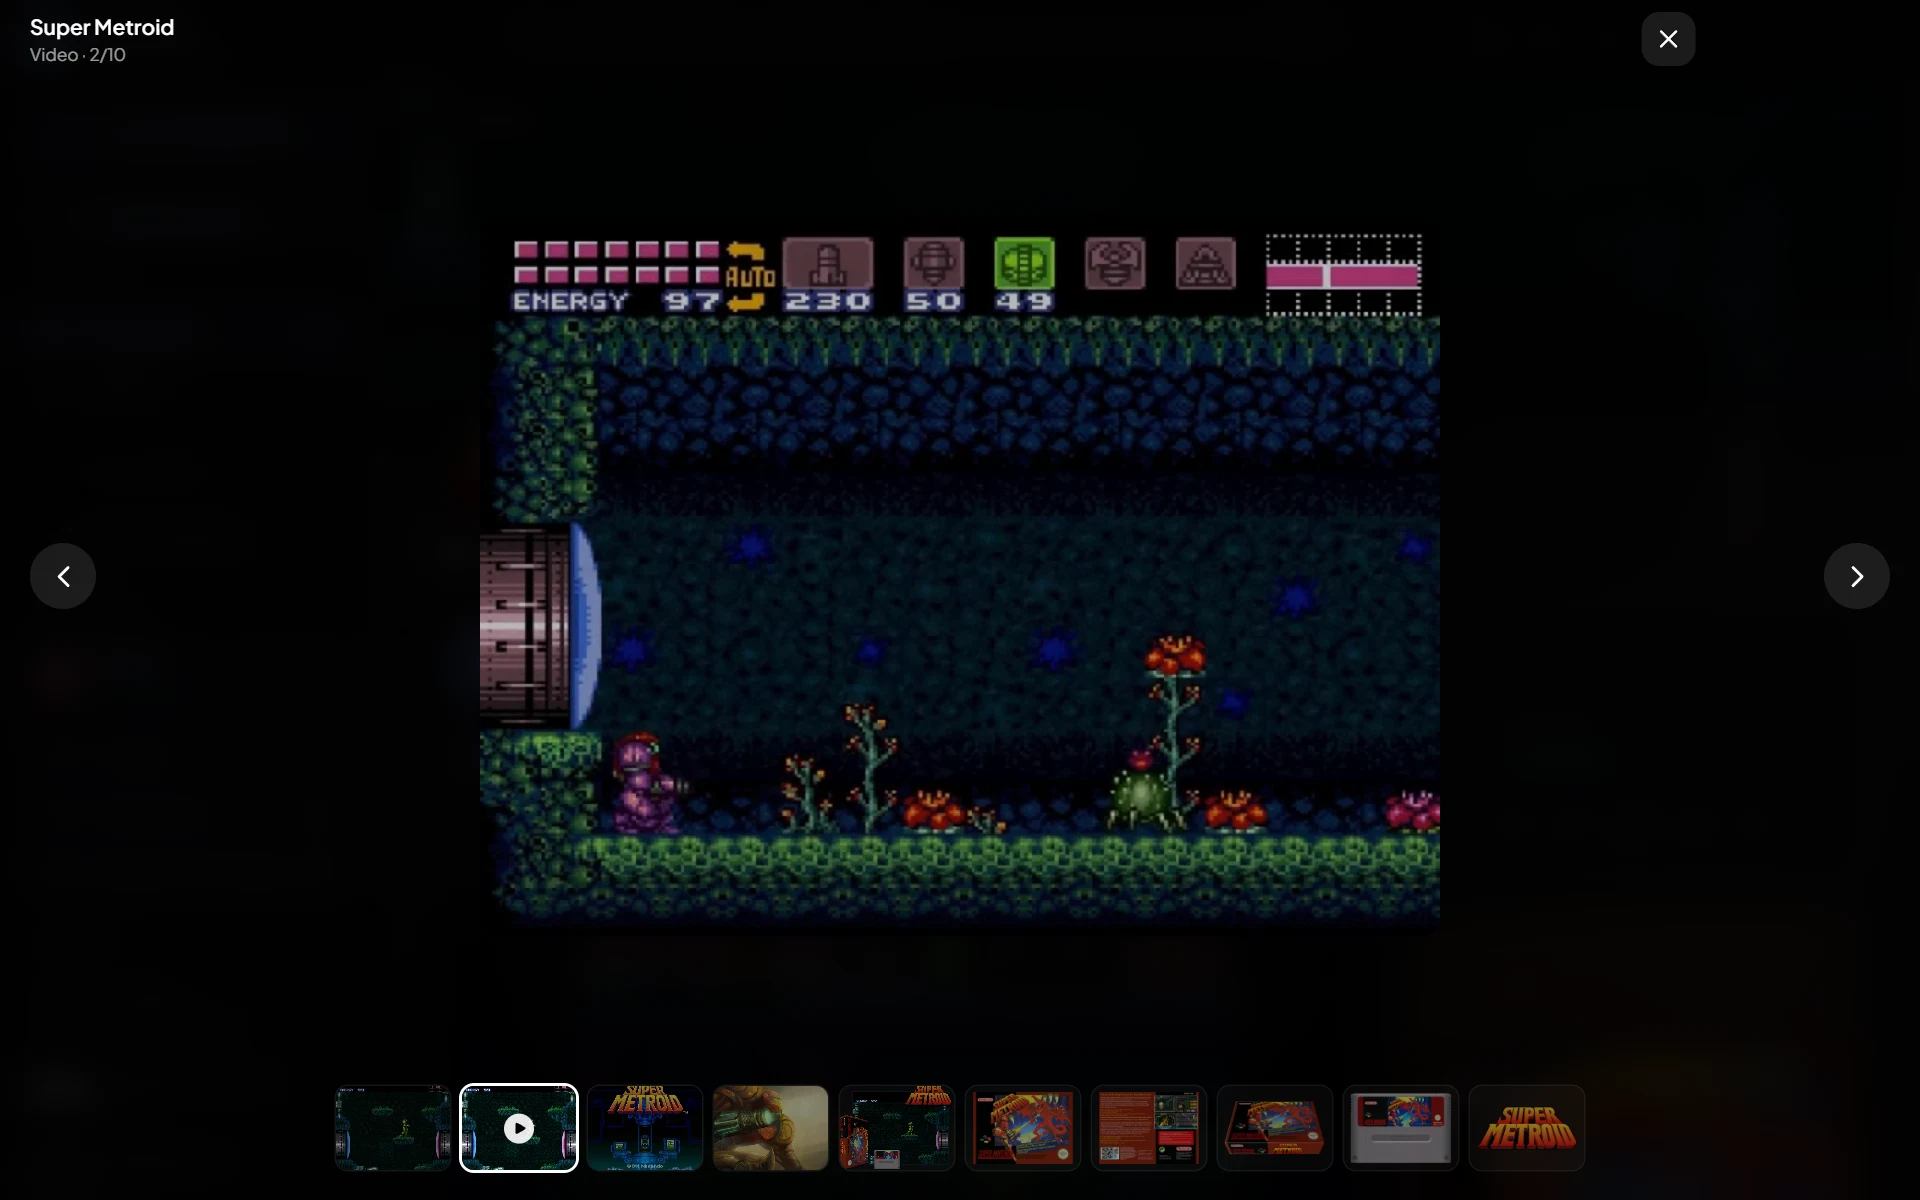 Super Metroid
Video · 2/10
AUTO
ENERGY 97
230
50
49
SUPER
METROID
SUPER
METROID